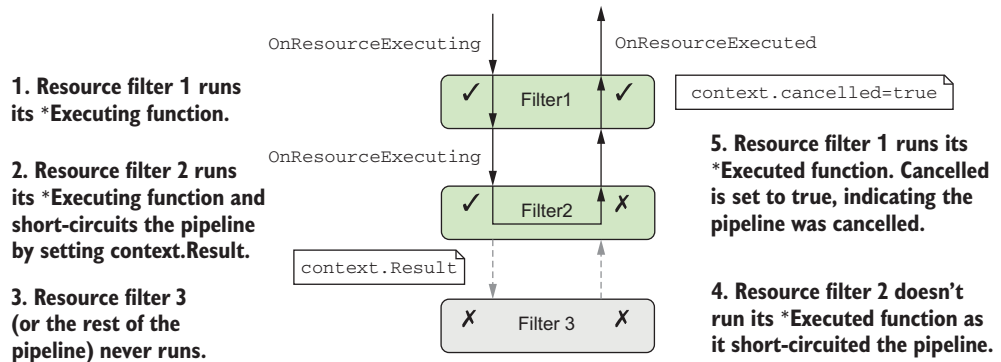 OnResourceExecuting
OnResourceExecuted
1. Resource filter 1 runs
its *Executing function.
✓ Filter1 ✓
context.cancelled=true
OnResourceExecuting
2. Resource filter 2 runs
its *Executing function and
short-circuits the pipeline
by setting context.Result.
✓ Filter2 ✗
5. Resource filter 1 runs its
*Executed function. Cancelled
is set to true, indicating the
pipeline was cancelled.
context.Result
3. Resource filter 3
(or the rest of the
pipeline) never runs.
✗ Filter 3 ✗
4. Resource filter 2 doesn't
run its *Executed function as
it short-circuited the pipeline.